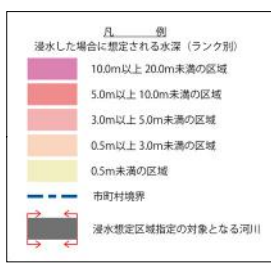 凡　例
浸水した場合に想定される水深（ランク別）
10.0m以上 20.0m未満の区域
5.0m以上 10.0m未満の区域
3.0m以上 5.0m未満の区域
0.5m以上 3.0m未満の区域
0.5m未満の区域
市町村境界
浸水想定区域指定の対象となる河川